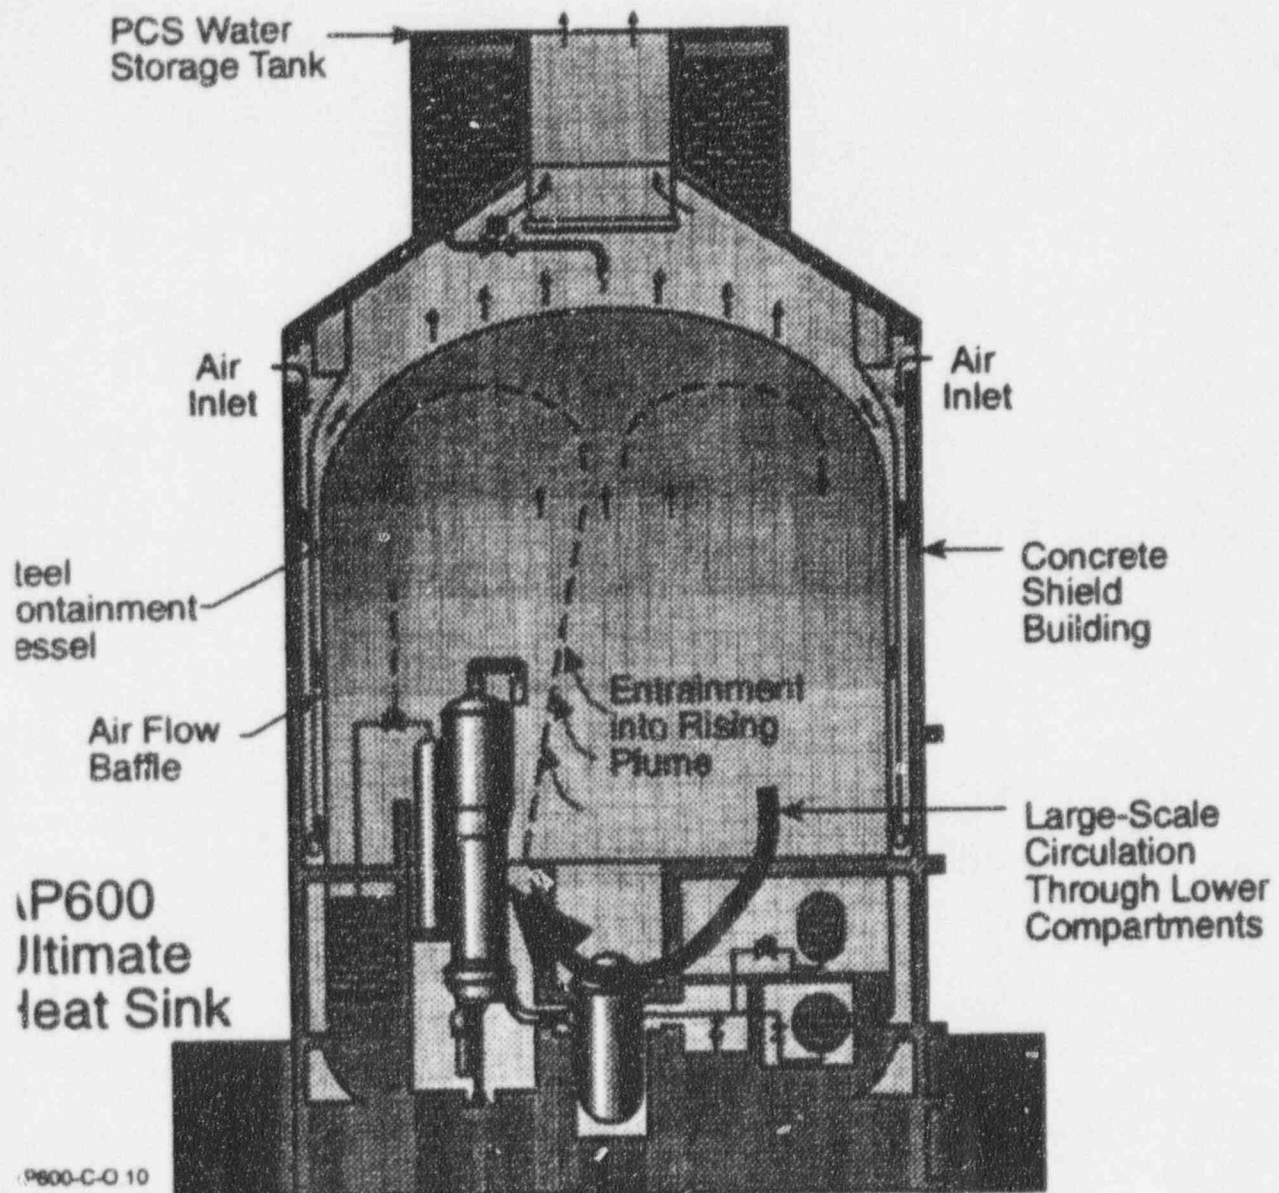 PCS Water
Storage Tank
Air
Inlet
Air
Inlet
teel
ontainment
essel
Concrete
Shield
Building
Entrainment
into Rising
Plume
Air Flow
Baffle
Large-Scale
Circulation
Through Lower
Compartments
P600
ltimate
eat Sink
P600-C-O 10